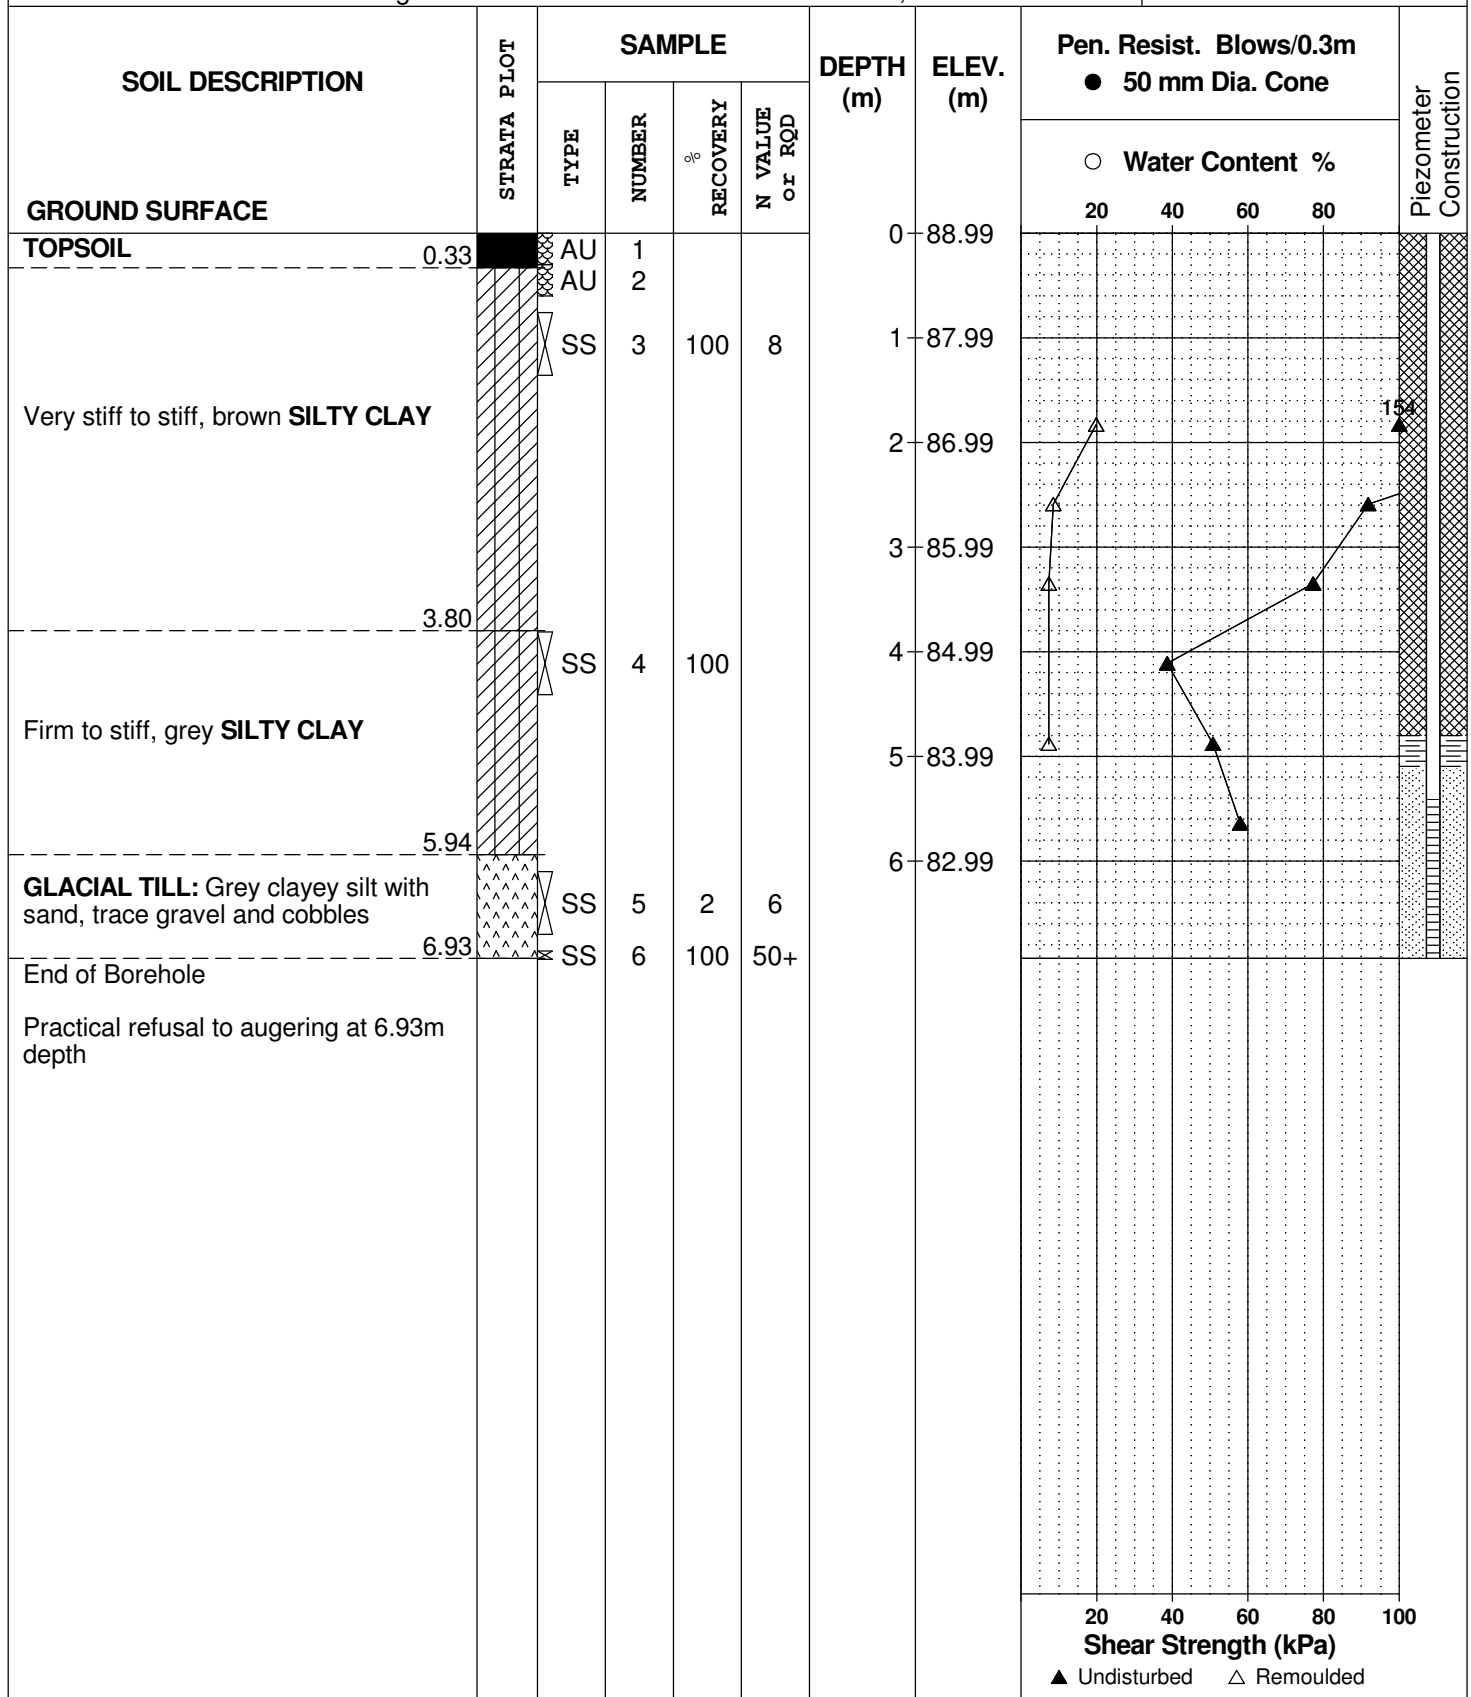 SOIL DESCRIPTION
GROUND SURFACE
STRATA PLOT
SAMPLE
TYPE
NUMBER
% RECOVERY
N VALUE or RQD
DEPTH (m)
ELEV. (m)
Pen. Resist. Blows/0.3m
● 50 mm Dia. Cone
○ Water Content %
20 40 60 80
Piezometer Construction
TOPSOIL 0.33
AU 1
AU 2
0 88.99
SS 3 100 8
1 87.99
Very stiff to stiff, brown SILTY CLAY
154
2 86.99
3 85.99
3.80
SS 4 100
4 84.99
Firm to stiff, grey SILTY CLAY
5 83.99
5.94
6 82.99
GLACIAL TILL: Grey clayey silt with
sand, trace gravel and cobbles
SS 5 2 6
6.93
SS 6 100 50+
End of Borehole
Practical refusal to augering at 6.93m
depth
20 40 60 80 100
Shear Strength (kPa)
▲ Undisturbed △ Remoulded